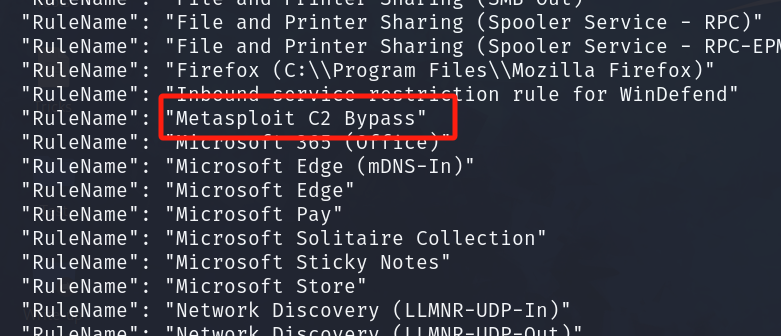 "RuleName": "File and Printer Sharing (SMB-Out)"
"RuleName": "File and Printer Sharing (Spooler Service - RPC)"
"RuleName": "File and Printer Sharing (Spooler Service - RPC-EPM
"RuleName": "Firefox (C:\\Program Files\\Mozilla Firefox)"
"RuleName": "Inbound service restriction rule for WinDefend"
"RuleName": "Metasploit C2 Bypass"
"RuleName": "Microsoft 365 (Office)"
"RuleName": "Microsoft Edge (mDNS-In)"
"RuleName": "Microsoft Edge"
"RuleName": "Microsoft Pay"
"RuleName": "Microsoft Solitaire Collection"
"RuleName": "Microsoft Sticky Notes"
"RuleName": "Microsoft Store"
"RuleName": "Network Discovery (LLMNR-UDP-In)"
"RuleName": "Network Discovery (LLMNR-UDP-Out)"